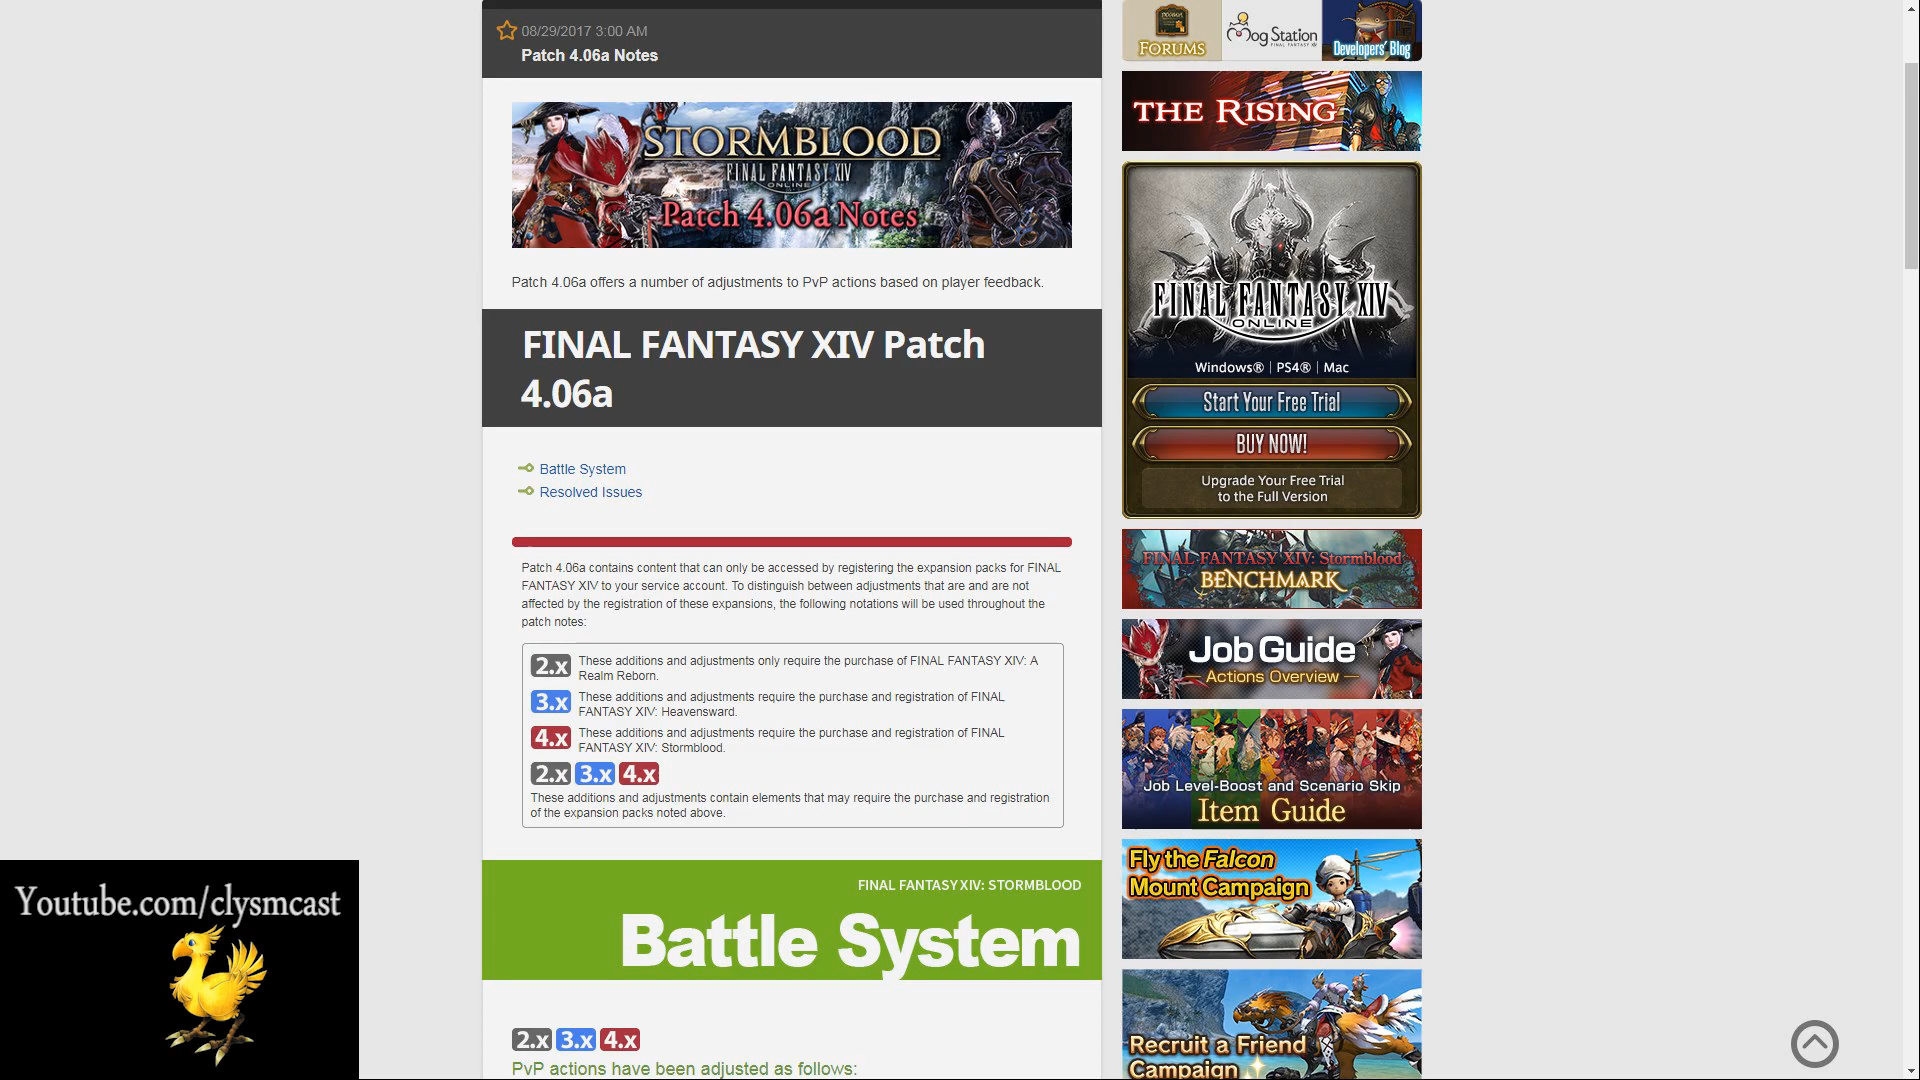 08/29/2017 3:00 AM
Patch 4.06a Notes
STORMBLOOD
FINAL FANTASY XIV
ONLINE
Patch 4.06a Notes
Patch 4.06a offers a number of adjustments to PvP actions based on player feedback.
FINAL FANTASY XIV Patch
4.06a
Battle System
Resolved Issues
Patch 4.06a contains content that can only be accessed by registering the expansion packs for FINAL
FANTASY XIV to your service account. To distinguish between adjustments that are and are not
affected by the registration of these expansions, the following notations will be used throughout the
patch notes:
2.x These additions and adjustments only require the purchase of FINAL FANTASY XIV: A
Realm Reborn.
3.x These additions and adjustments require the purchase and registration of FINAL
FANTASY XIV: Heavensward.
4.x These additions and adjustments require the purchase and registration of FINAL
FANTASY XIV: Stormblood.
2.x 3.x 4.x
These additions and adjustments contain elements that may require the purchase and registration
of the expansion packs noted above.
FINAL FANTASY XIV: STORMBLOOD
Battle System
2.x 3.x 4.x
PvP actions have been adjusted as follows:
FORUMS
Mog Station
FINAL FANTASY XIV
Developers' Blog
THE RISING
FINAL FANTASY XIV
ONLINE
Windows® | PS4® | Mac
Start Your Free Trial
BUY NOW!
Upgrade Your Free Trial
to the Full Version
FINAL FANTASY XIV: Stormblood
BENCHMARK
Job Guide
Actions Overview
Job Level-Boost and Scenario Skip
Item Guide
Fly the Falcon
Mount Campaign
Recruit a Friend
Campaign
Youtube.com/clysmcast